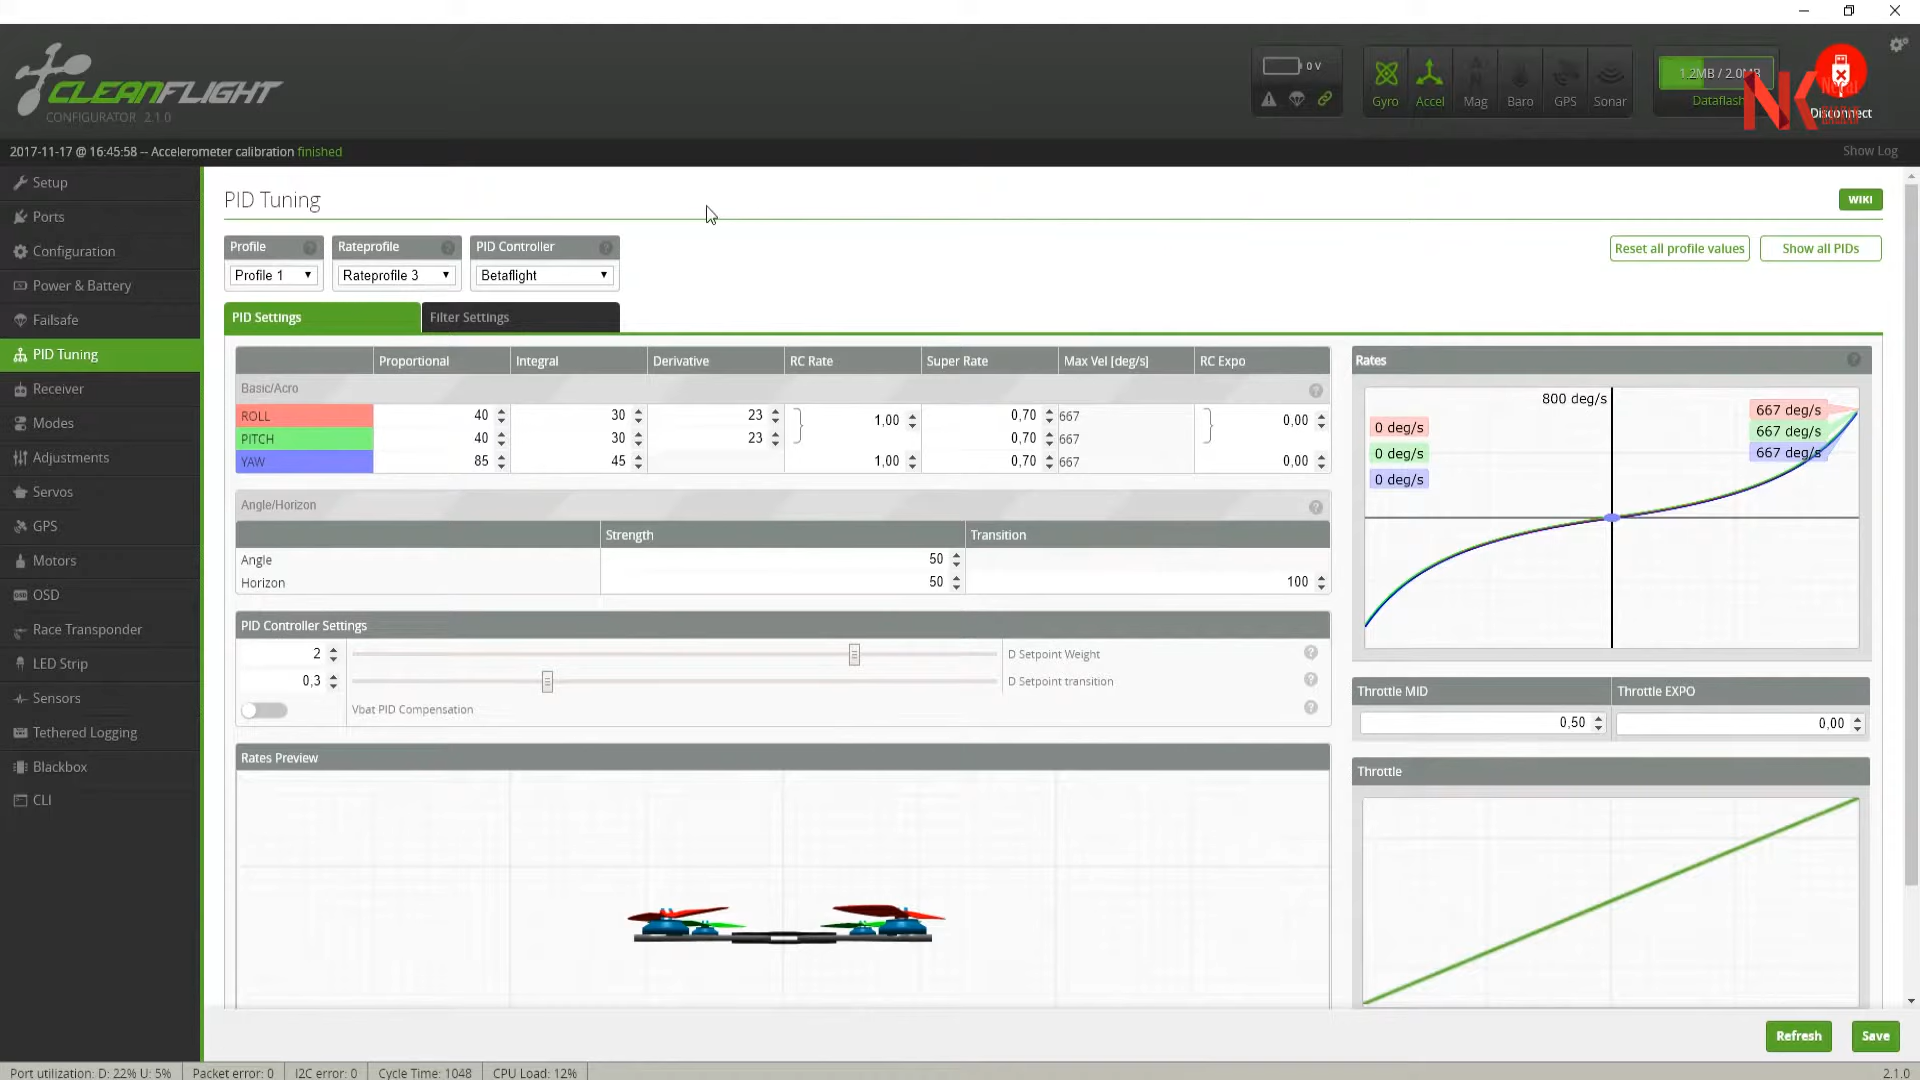 CLEANFLIGHT
CONFIGURATOR 2.1.0
0 V
Gyro Accel Mag Baro GPS Sonar
1.2MB / 2.0MB
Dataflash
NK
Disconnect
2017-11-17 @ 16:45:58 -- Accelerometer calibration finished
Show Log
Setup
Ports
Configuration
Power & Battery
Failsafe
PID Tuning
Receiver
Modes
Adjustments
Servos
GPS
Motors
OSD
Race Transponder
LED Strip
Sensors
Tethered Logging
Blackbox
CLI
PID Tuning
WIKI
Profile Rateprofile PID Controller
Profile 1 Rateprofile 3 Betaflight
Reset all profile values Show all PIDs
PID Settings Filter Settings
Proportional Integral Derivative RC Rate Super Rate Max Vel [deg/s] RC Expo
Basic/Acro
ROLL 40 30 23 1,00 0,70 667 0,00
PITCH 40 30 23 0,70 667
YAW 85 45 1,00 0,70 667 0,00
Angle/Horizon
Strength Transition
Angle 50
Horizon 50 100
PID Controller Settings
2 D Setpoint Weight
0,3 D Setpoint transition
Vbat PID Compensation
Rates Preview
Rates
800 deg/s
0 deg/s
0 deg/s
0 deg/s
667 deg/s
667 deg/s
667 deg/s
Throttle MID Throttle EXPO
0,50 0,00
Throttle
Refresh Save
Port utilization: D: 22% U: 5% Packet error: 0 I2C error: 0 Cycle Time: 1048 CPU Load: 12%
2.1.0